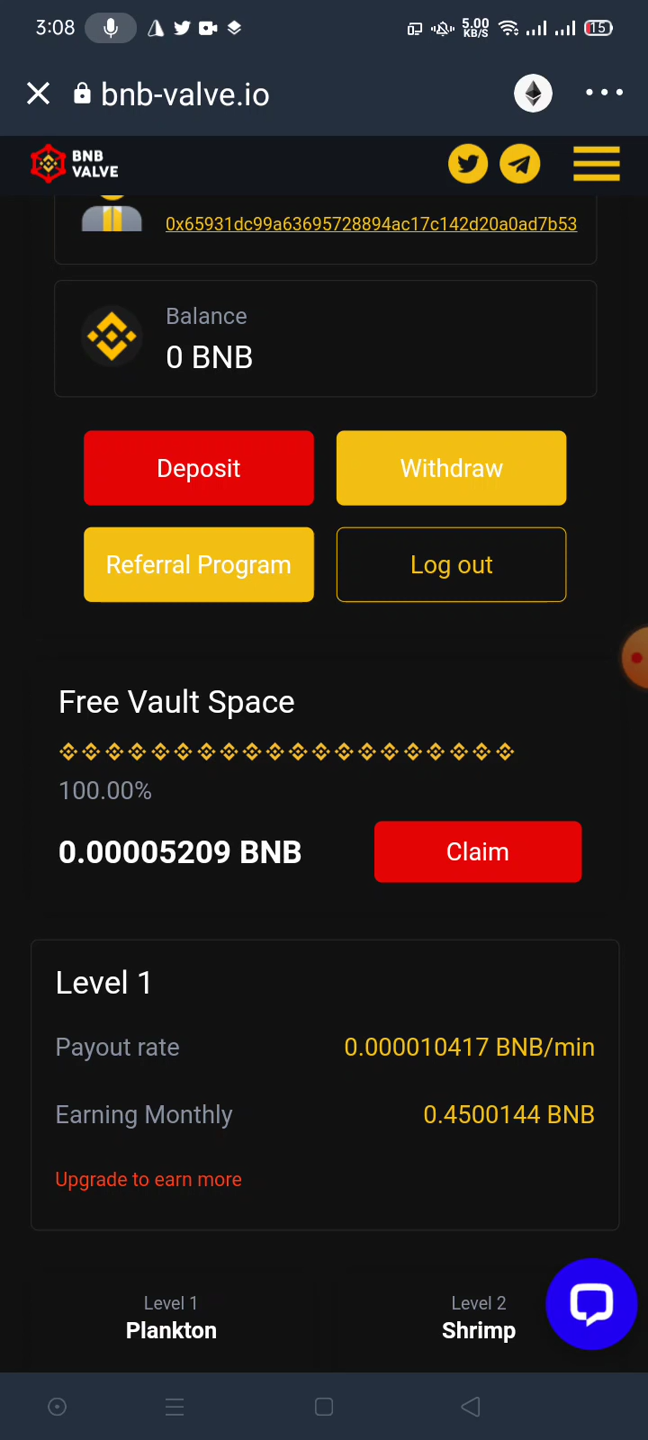 3:08
5.00
KB/S
15
bnb-valve.io
BNB
VALVE
0x65931dc99a63695728894ac17c142d20a0ad7b53
Balance
0 BNB
Deposit
Withdraw
Referral Program
Log out
Free Vault Space
100.00%
0.00005209 BNB
Claim
Level 1
Payout rate
0.000010417 BNB/min
Earning Monthly
0.4500144 BNB
Upgrade to earn more
Level 1
Plankton
Level 2
Shrimp